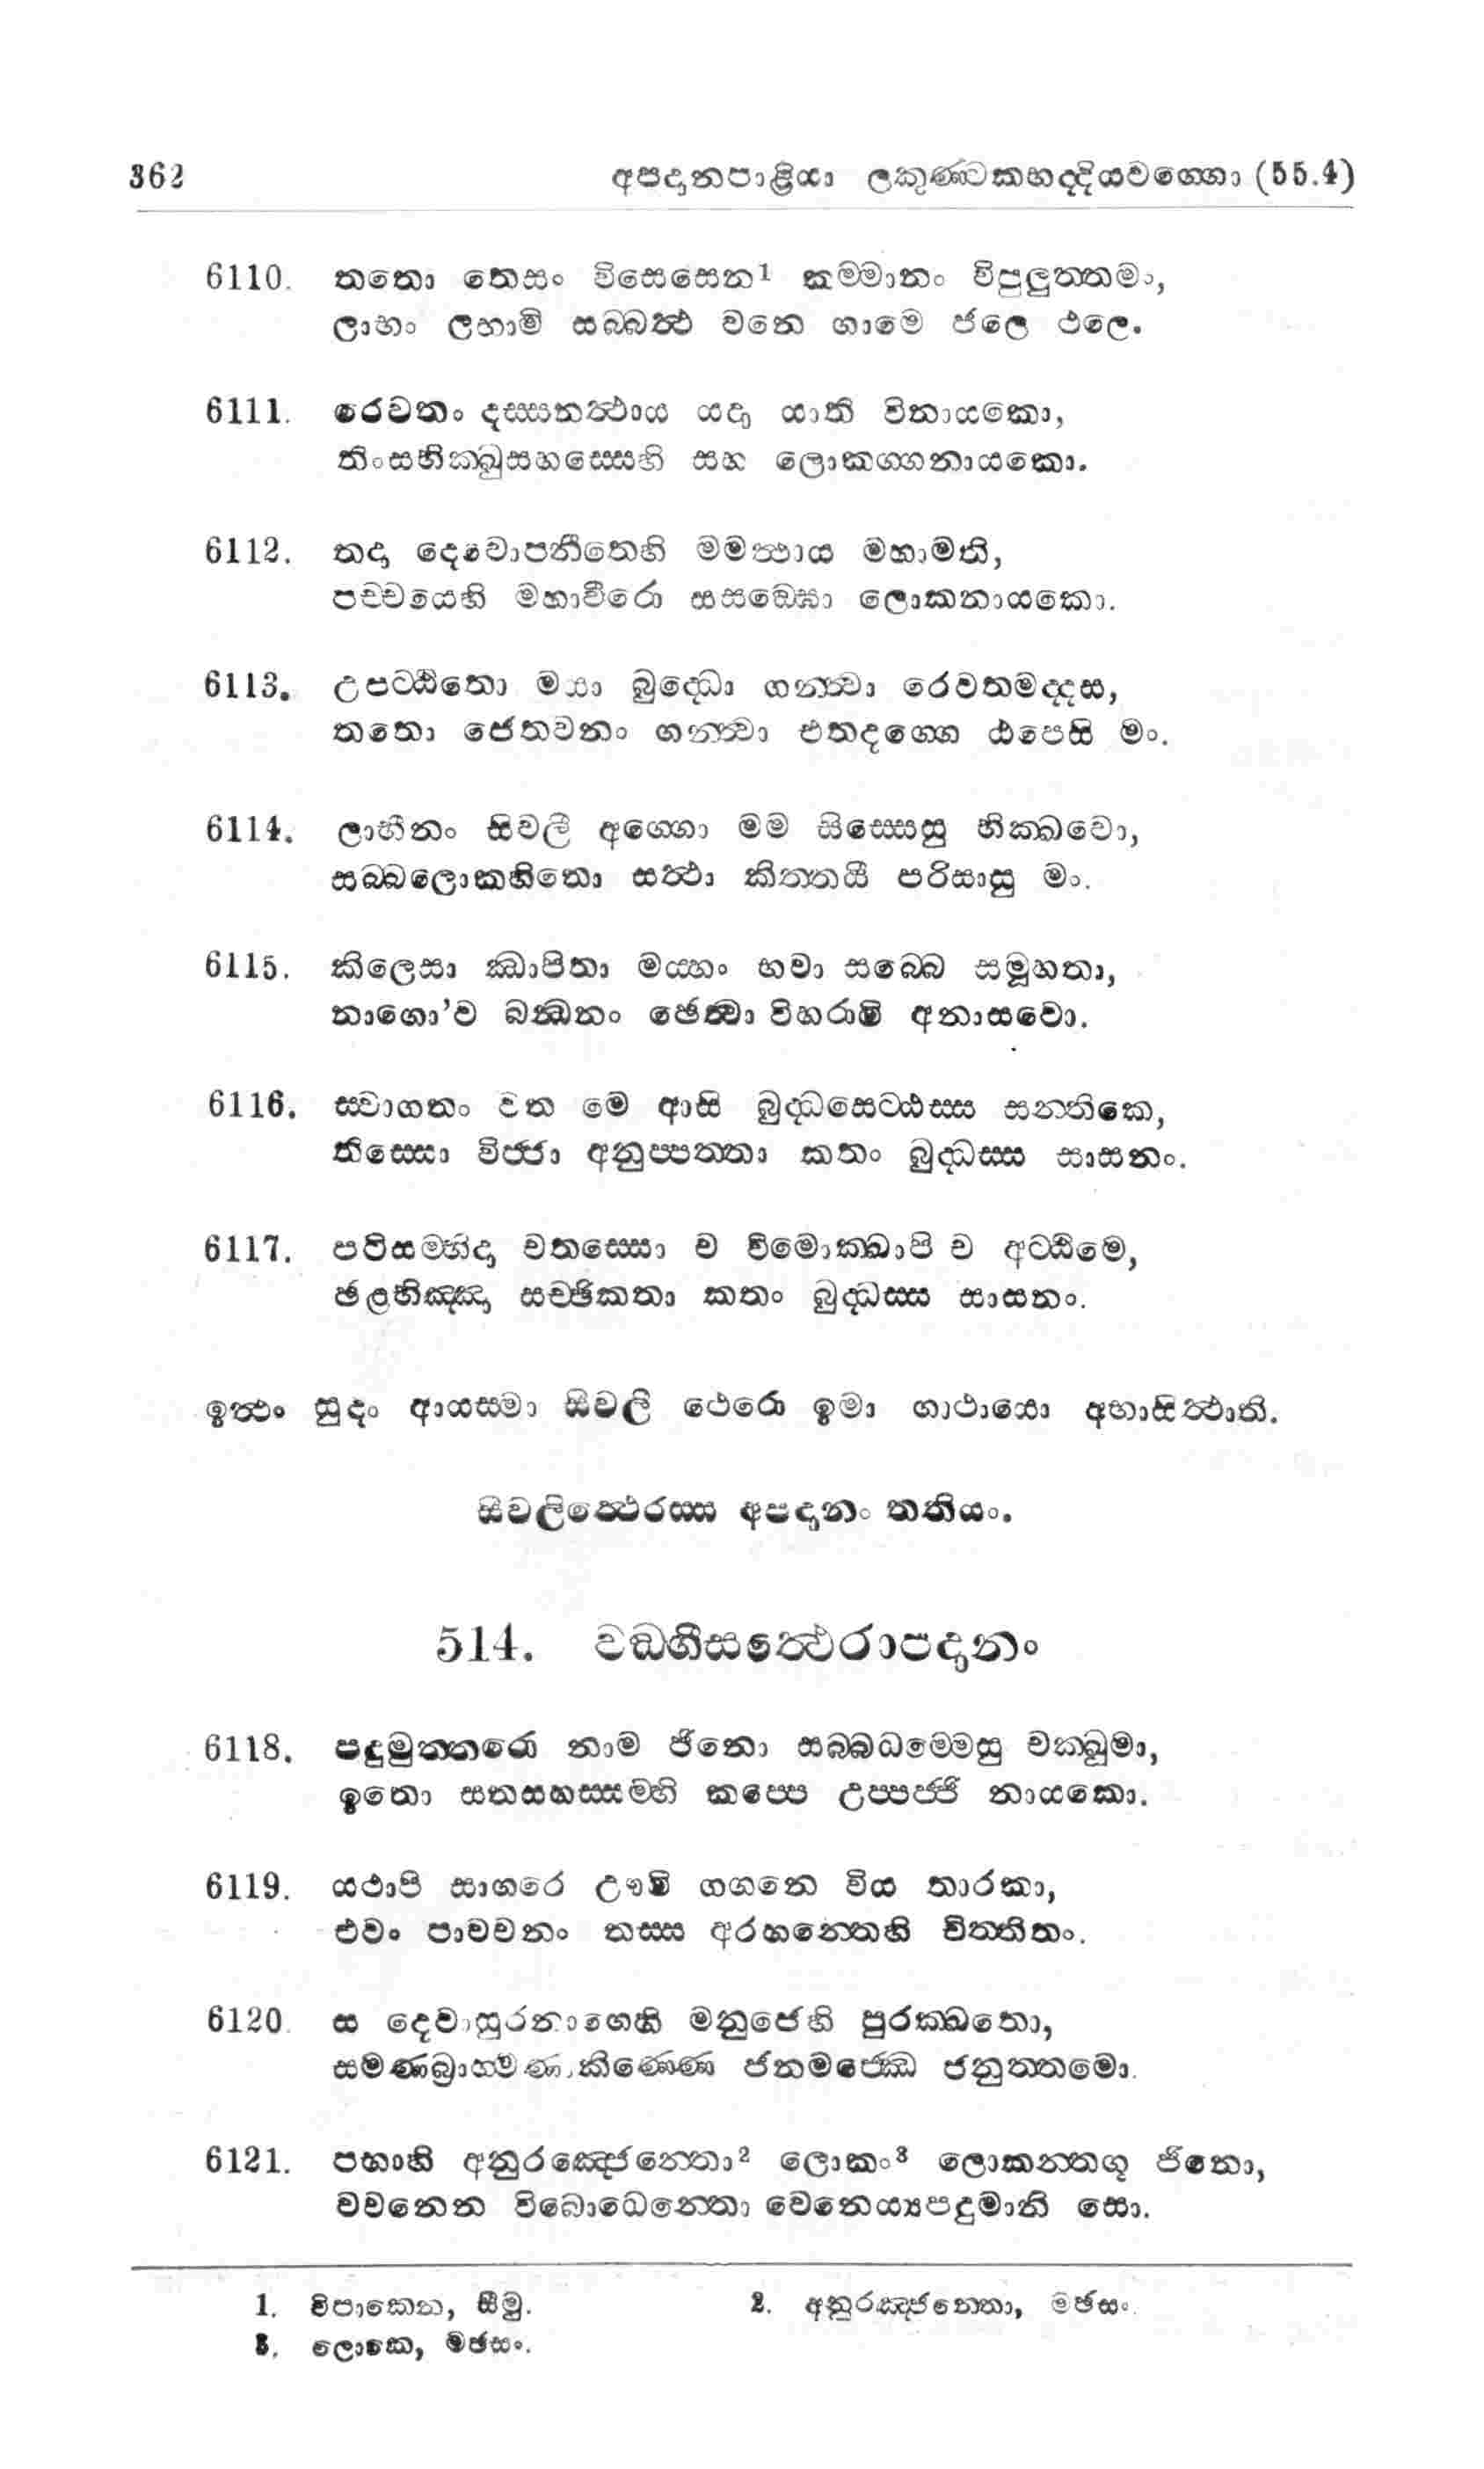 362 අපදානපාළියා ලකුණ්ටකභද්දියවග්ගො (55.4)
6110. තතො තෙසං විසෙසෙන1 කම්මානං විපුලුත්තමං,
ලාභං ලභාමි සබ්බත්ථ වනෙ ගාමෙ ජලෙ ථලෙ.
6111. රෙවතං දස්සනත්ථාය යදා යාති විනායකො,
තිංසභික්ඛුසහස්සෙහි සහ ලොකග්ගනායකො.
6112. තදා දෙවොපනීතෙහි මමත්ථාය මහාමති,
පච්චයෙහි මහාවීරො සසඞ්ඝො ලොකනායකො.
6113. උපට්ඨිතො මයා බුද්ධො ගන්ත්වා රෙවතමද්දස,
තතො ජෙතවනං ගන්ත්වා එතදග්ගෙ ඨපෙසි මං.
6114. ලාභීනං සීවලී අග්ගො මම සිස්සෙසු භික්ඛවො,
සබ්බලොකහිතො සත්ථා කිත්තයී පරිසාසු මං.
6115. කිලෙසා ඣාපිතා මය්හං භවා සබ්බෙ සමූහතා,
නාගො'ව බන්ධනං ඡෙත්වා විහරාමි අනාසවො.
6116. ස්වාගතං වත මෙ ආසි බුද්ධසෙට්ඨස්ස සන්තිකෙ,
තිස්සො විජ්ජා අනුප්පත්තා කතං බුද්ධස්ස සාසනං.
6117. පටිසම්භිදා චතස්සො ච විමොක්ඛාපි ච අට්ඨිමෙ,
ඡළභිඤ්ඤා සච්ඡිකතා කතං බුද්ධස්ස සාසනං.
ඉත්ථං සුදං ආයස්මා සීවලි ථෙරො ඉමා ගාථායො අභාසිත්ථාති.
සීවලිත්ථෙරස්ස අපදානං තතියං.
514. වඞ්ගීසත්ථෙරාපදානං
6118. පදුමුත්තරො නාම ජිනො සබ්බධම්මෙසු චක්ඛුමා,
ඉතො සතසහස්සම්හි කප්පෙ උප්පජ්ජි නායකො.
6119. යථාපි සාගරෙ ඌමි ගගනෙ විය තාරකා,
එවං පාවචනං තස්ස අරහන්තෙහි චිත්තිතං.
6120. ස දෙවාසුරනාගෙහි මනුජෙහි පුරක්ඛතො,
සමණබ්‍රාහ්මණාකිණ්ණෙ ජනමජ්ඣෙ ජනුත්තමො.
6121. පභාහි අනුරඤ්ජෙන්තො2 ලොකං3 ලොකන්තගූ ජිනො,
වචනෙන විබොධෙන්තො වෙනෙය්‍යපදුමානි සො.
1. විපාකෙන, සීමු. 2. අනුරඤ්ජන්තො, මඡසං.
3. ලොකෙ, මඡසං.